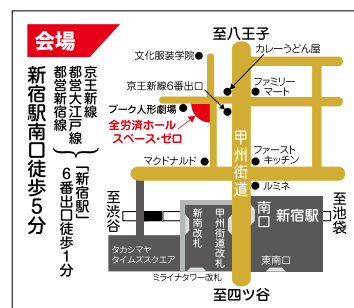 会場
京王新線
都営大江戸線
都営新宿線
「新宿駅」
6番出口徒歩1分
新宿駅南口徒歩5分
至八王子
文化服装学院
カレーうどん屋
京王新線6番出口
ファミリー
マート
プーク人形劇場
全労済ホール
スペース・ゼロ
甲州街道
マクドナルド
ファースト
キッチン
ルミネ
至渋谷
新南改札
甲州街道改札
南口
新宿駅
至池袋
タカシマヤ
タイムズスクエア
東南口
ミライナタワー改札
至四ツ谷